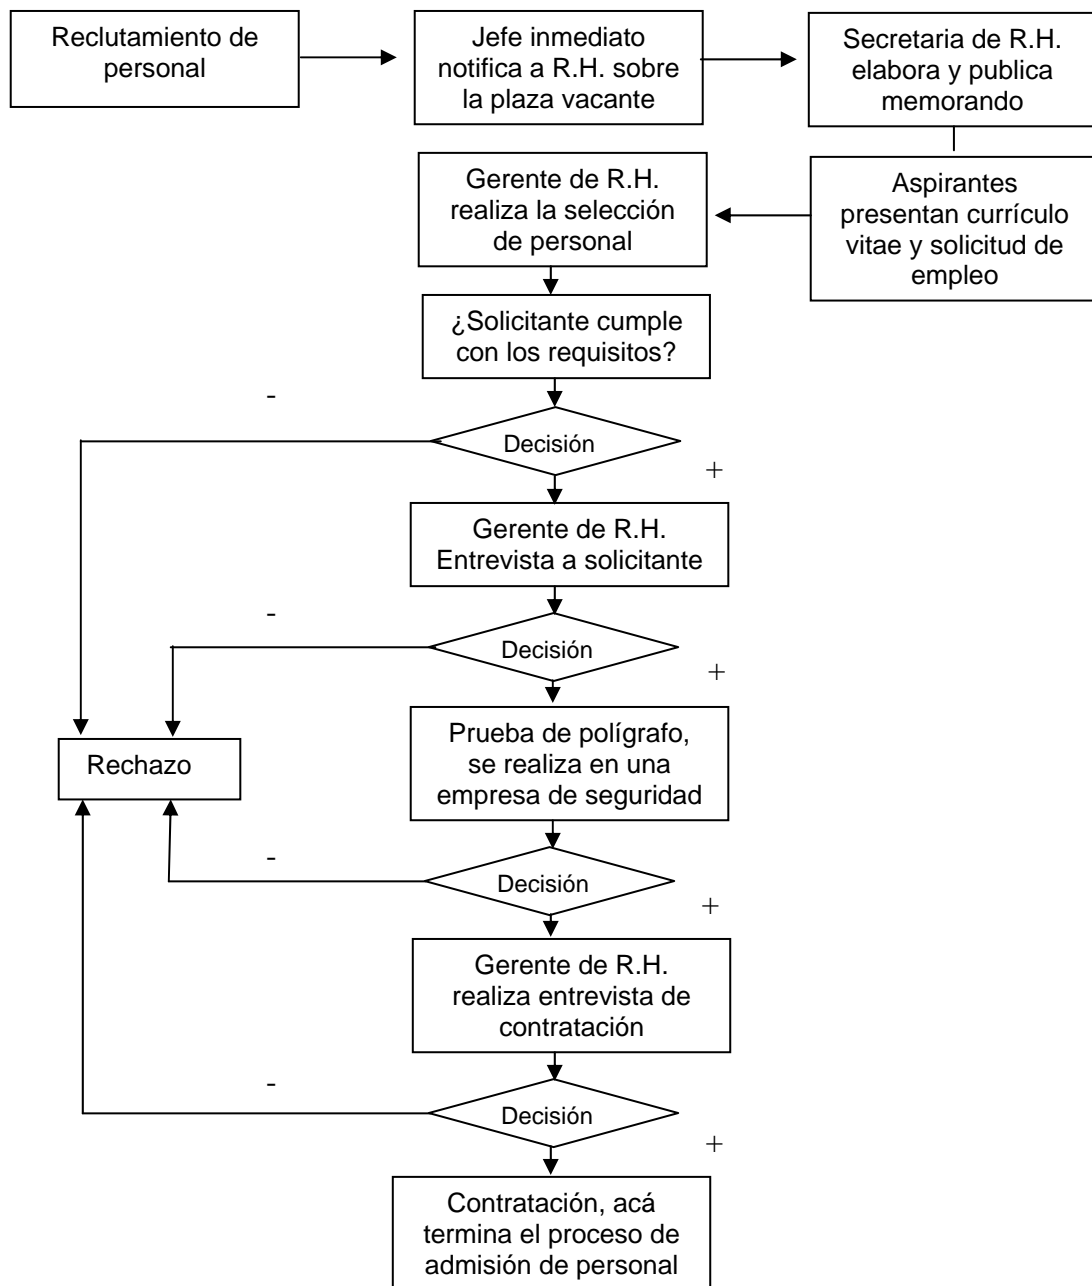 Reclutamiento de
personal
Jefe inmediato
notifica a R.H. sobre
la plaza vacante
Secretaria de R.H.
elabora y publica
memorando
Aspirantes
presentan currículo
vitae y solicitud de
empleo
Gerente de R.H.
realiza la selección
de personal
¿Solicitante cumple
con los requisitos?
-
Decisión
+
Gerente de R.H.
Entrevista a solicitante
-
Decisión
+
Rechazo
Prueba de polígrafo,
se realiza en una
empresa de seguridad
-
Decisión
+
Gerente de R.H.
realiza entrevista de
contratación
-
Decisión
+
Contratación, acá
termina el proceso de
admisión de personal